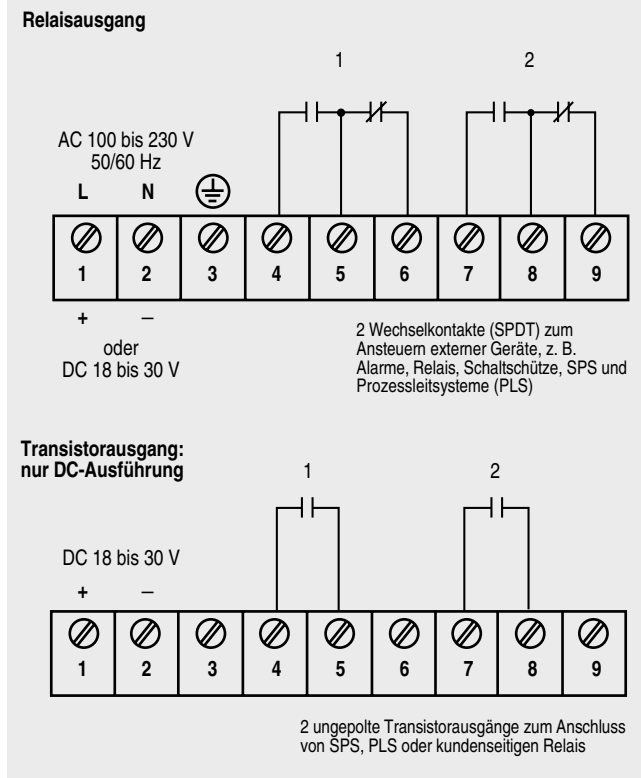 Relaisausgang
1 2
AC 100 bis 230 V
50/60 Hz
L N
1 2 3 4 5 6 7 8 9
+ –
oder
DC 18 bis 30 V
2 Wechselkontakte (SPDT) zum
Ansteuern externer Geräte, z. B.
Alarme, Relais, Schaltschütze, SPS und
Prozessleitsysteme (PLS)
Transistorausgang:
nur DC-Ausführung
1 2
DC 18 bis 30 V
+ –
1 2 3 4 5 6 7 8 9
2 ungepolte Transistorausgänge zum Anschluss
von SPS, PLS oder kundenseitigen Relais